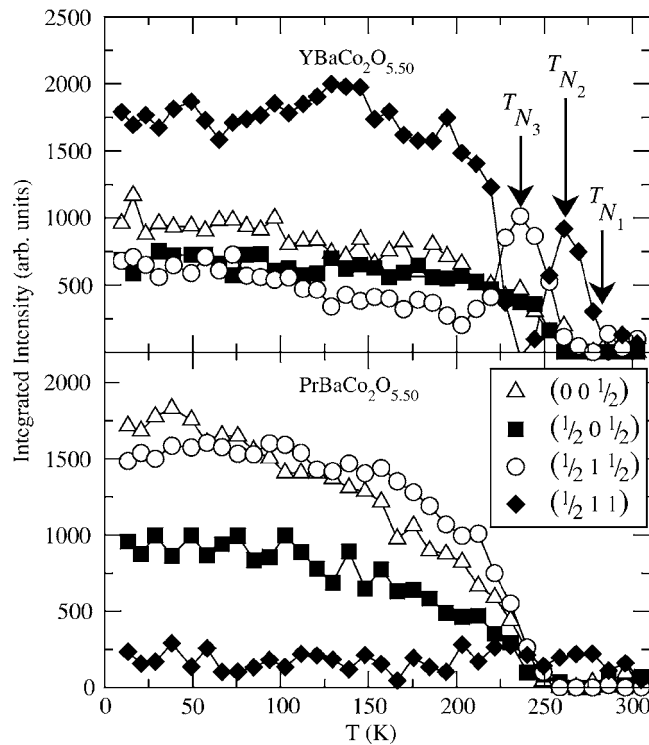 YBaCo₂O₅.₅₀
T_N₃
T_N₂
T_N₁
2500
2000
1750
1500
1000
500
0
Integrated Intensity (arb. units)
PrBaCo₂O₅.₅₀
2000
1500
1000
500
0
(0 0 1/2)
(1/2 0 1/2)
(1/2 1 1/2)
(1/2 1 1)
0 50 100 150 200 250 300
T (K)